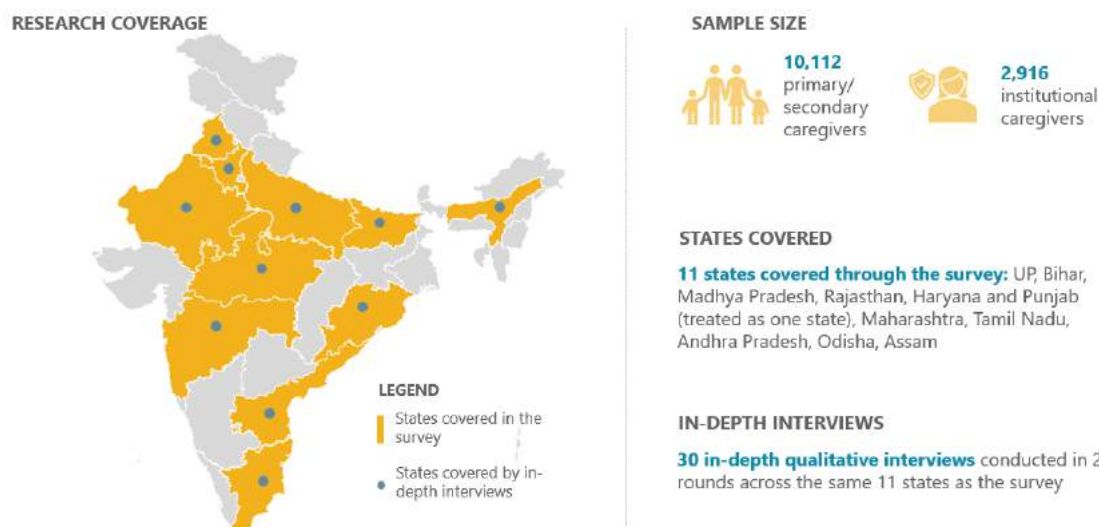 RESEARCH COVERAGE
LEGEND
States covered in the
survey
States covered by in-
depth interviews
SAMPLE SIZE
10,112
primary/
secondary
caregivers
2,916
institutional
caregivers
STATES COVERED
11 states covered through the survey: UP, Bihar,
Madhya Pradesh, Rajasthan, Haryana and Punjab
(treated as one state), Maharashtra, Tamil Nadu,
Andhra Pradesh, Odisha, Assam
IN-DEPTH INTERVIEWS
30 in-depth qualitative interviews conducted in 2
rounds across the same 11 states as the survey